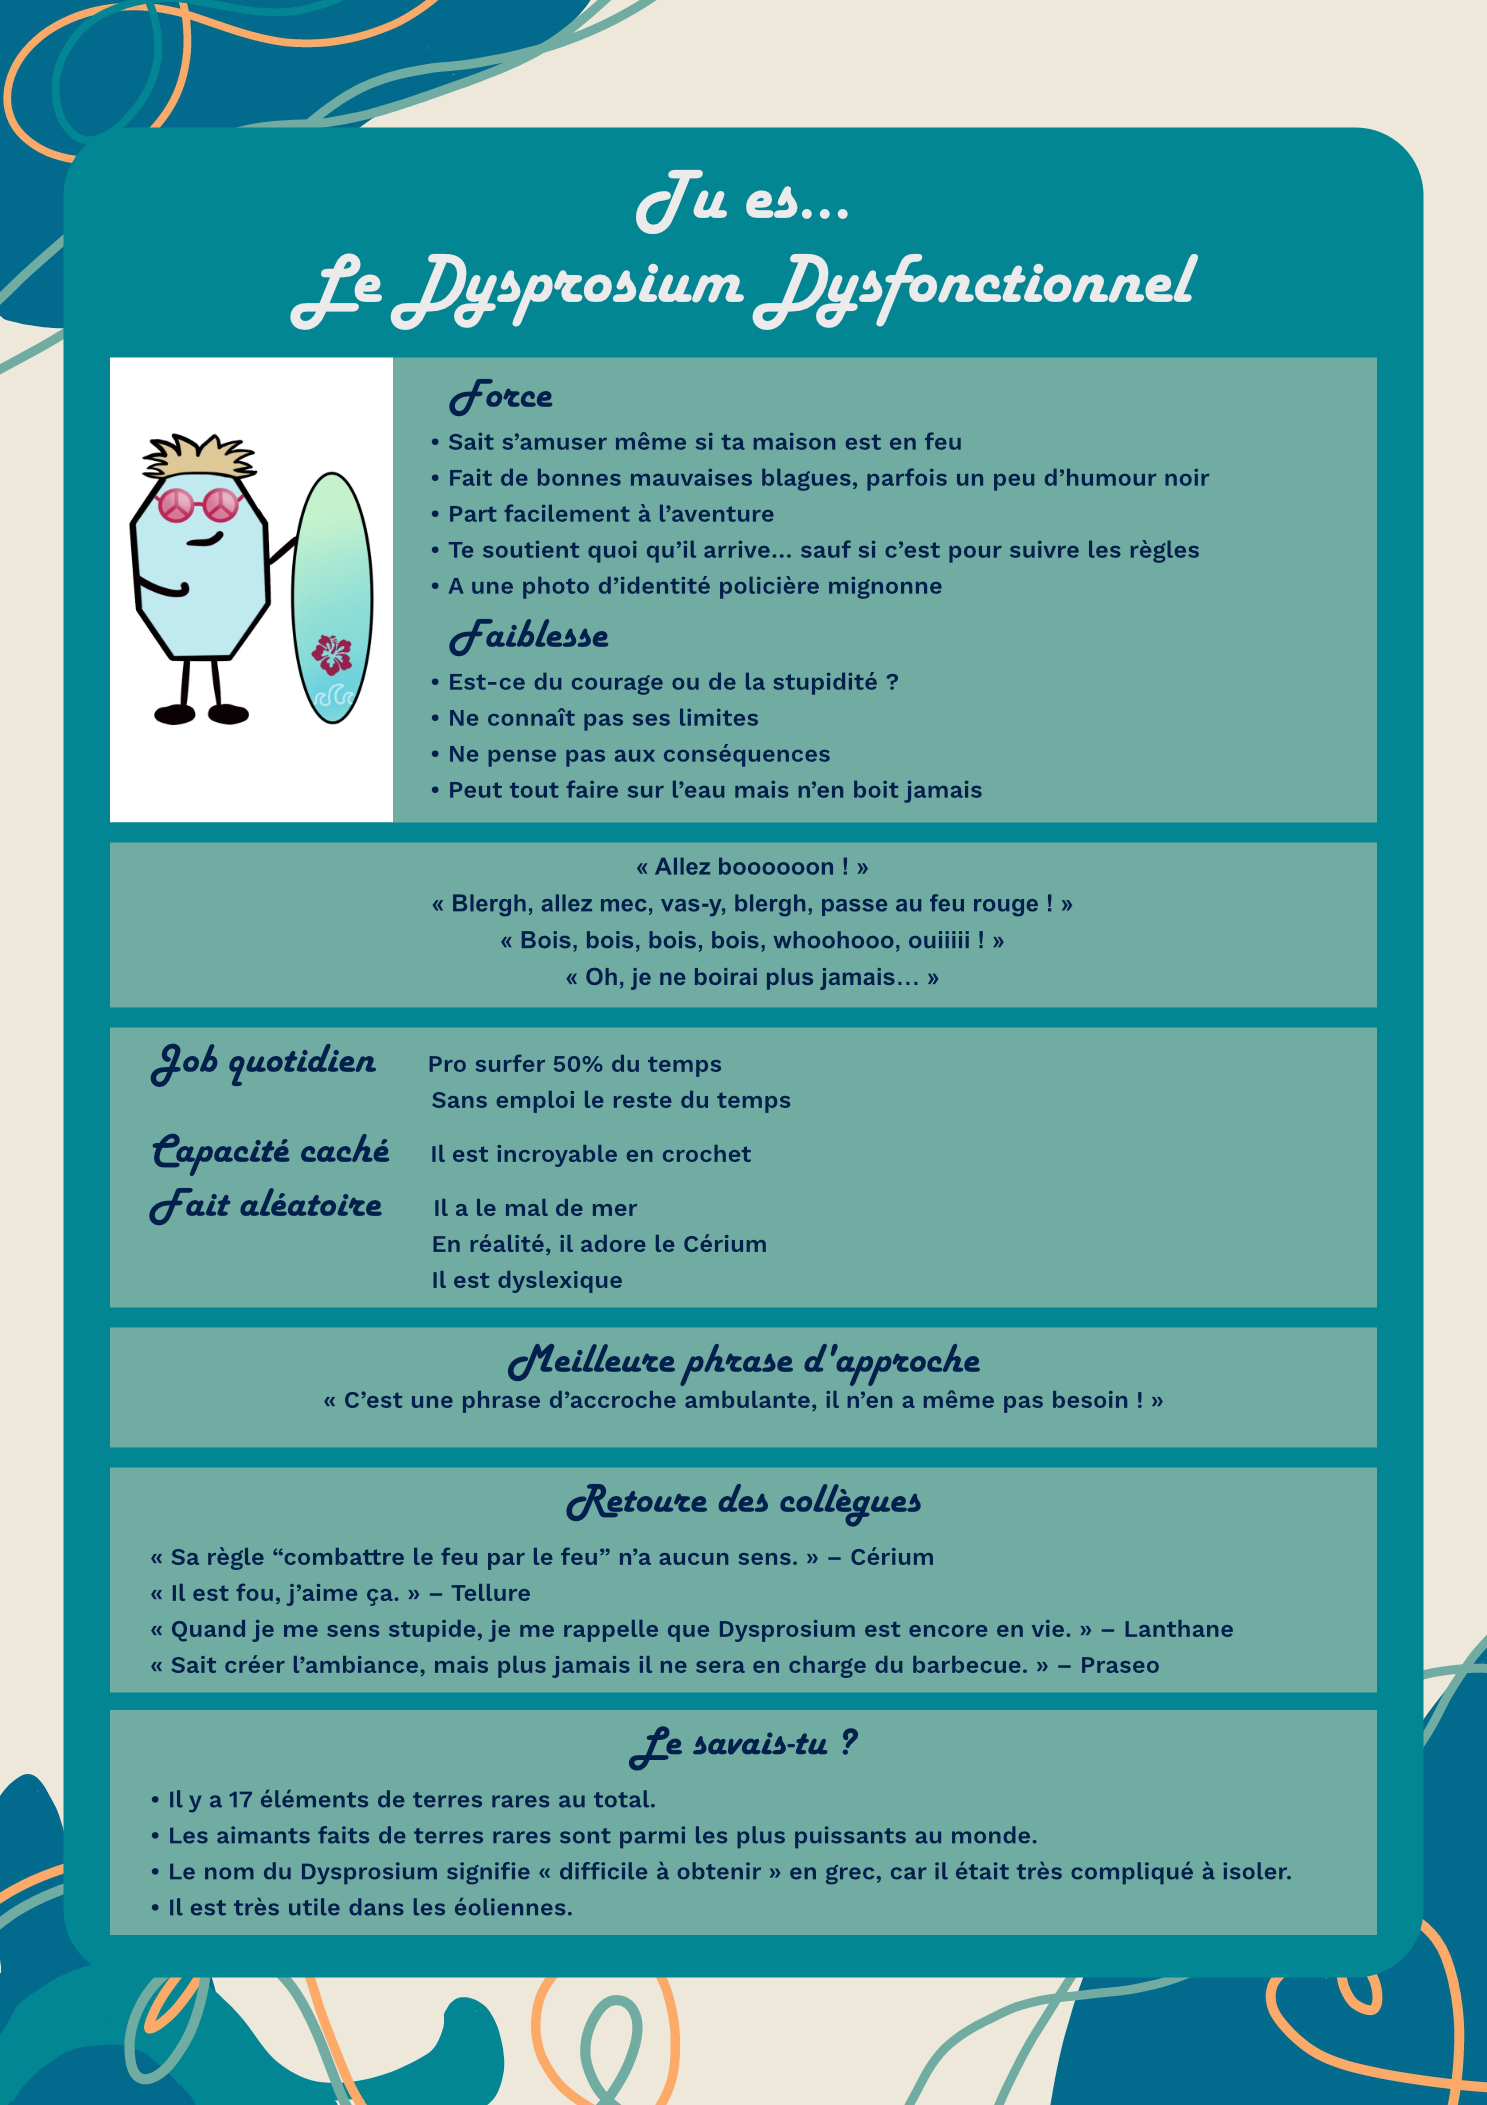 Tu es...
Le Dysprosium Dysfonctionnel
Force
• Sait s’amuser même si ta maison est en feu
• Fait de bonnes mauvaises blagues, parfois un peu d’humour noir
• Part facilement à l’aventure
• Te soutient quoi qu’il arrive... sauf si c’est pour suivre les règles
• A une photo d’identité policière mignonne
Faiblesse
• Est-ce du courage ou de la stupidité ?
• Ne connaît pas ses limites
• Ne pense pas aux conséquences
• Peut tout faire sur l’eau mais n’en boit jamais
« Allez boooooon ! »
« Blergh, allez mec, vas-y, blergh, passe au feu rouge ! »
« Bois, bois, bois, bois, whoohooo, ouiiiii ! »
« Oh, je ne boirai plus jamais… »
Job quotidien Pro surfer 50% du temps
Sans emploi le reste du temps
Capacité caché Il est incroyable en crochet
Fait aléatoire Il a le mal de mer
En réalité, il adore le Cérium
Il est dyslexique
Meilleure phrase d'approche
« C’est une phrase d’accroche ambulante, il n’en a même pas besoin ! »
Retoure des collègues
« Sa règle “combattre le feu par le feu” n’a aucun sens. » – Cérium
« Il est fou, j’aime ça. » – Tellure
« Quand je me sens stupide, je me rappelle que Dysprosium est encore en vie. » – Lanthane
« Sait créer l’ambiance, mais plus jamais il ne sera en charge du barbecue. » – Praseo
Le savais-tu ?
• Il y a 17 éléments de terres rares au total.
• Les aimants faits de terres rares sont parmi les plus puissants au monde.
• Le nom du Dysprosium signifie « difficile à obtenir » en grec, car il était très compliqué à isoler.
• Il est très utile dans les éoliennes.